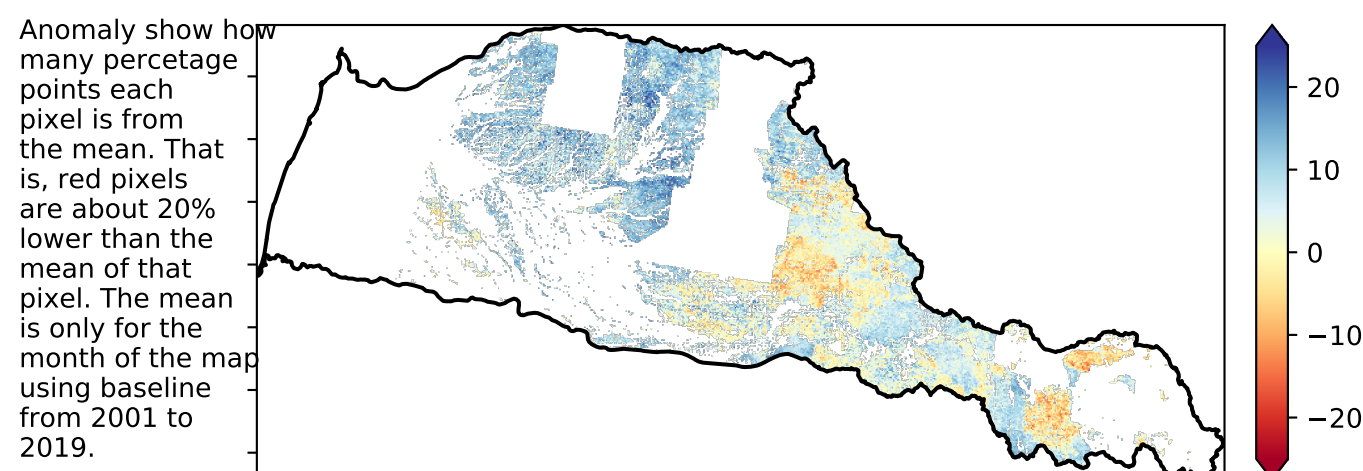 Anomaly show how
many percetage
points each
pixel is from
the mean. That
is, red pixels
are about 20%
lower than the
mean of that
pixel. The mean
is only for the
month of the map
using baseline
from 2001 to
2019.
20
10
0
−10
−20